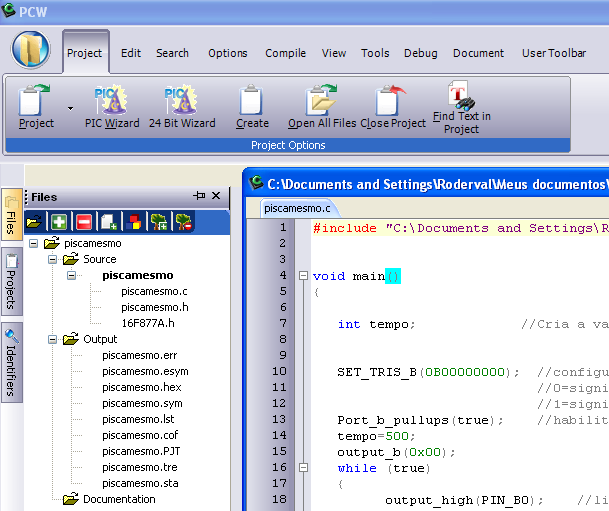 PCW
Project Edit Search Options Compile View Tools Debug Document User Toolbar
Project PIC Wizard 24 Bit Wizard Create Open All Files Close Project Find Text in Project
Project Options
Files
Projects
Identifiers
Files
piscamesmo
Source
piscamesmo
piscamesmo.c
piscamesmo.h
16F877A.h
Output
piscamesmo.err
piscamesmo.esym
piscamesmo.hex
piscamesmo.sym
piscamesmo.lst
piscamesmo.cof
piscamesmo.PJT
piscamesmo.tre
piscamesmo.sta
Documentation
C:\Documents and Settings\Roderval\Meus documentos\
piscamesmo.c
1 #include "C:\Documents and Settings\R
2
3
4 void main()
5 {
6
7 int tempo; //Cria a va
8
9
10 SET_TRIS_B(0B00000000); //configu
11 //0=signi
12 //1=signi
13 Port_b_pullups(true); //habilit
14 tempo=500;
15 output_b(0x00);
16 while (true)
17 {
18 output_high(PIN_B0); //li